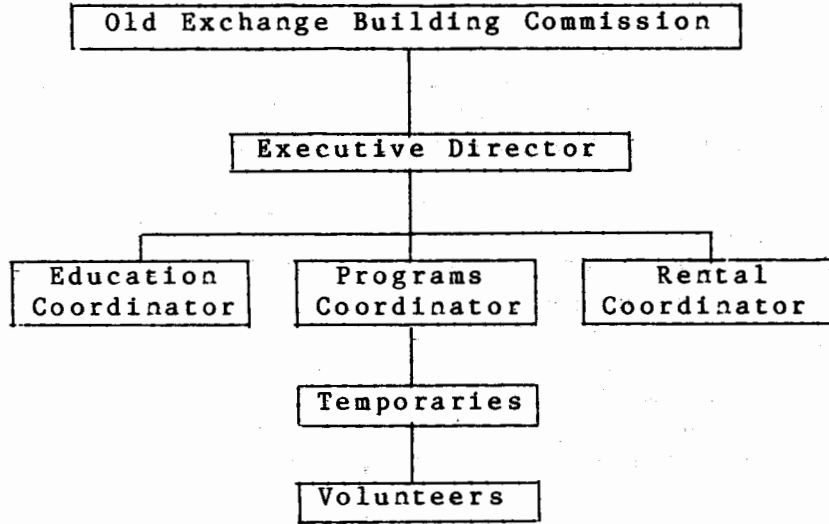 Old Exchange Building Commission
Executive Director
Education
Coordinator
Programs
Coordinator
Rental
Coordinator
Temporaries
Volunteers